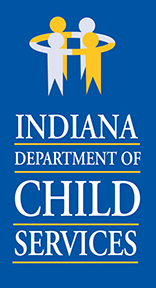 INDIANA
DEPARTMENT OF
CHILD
SERVICES